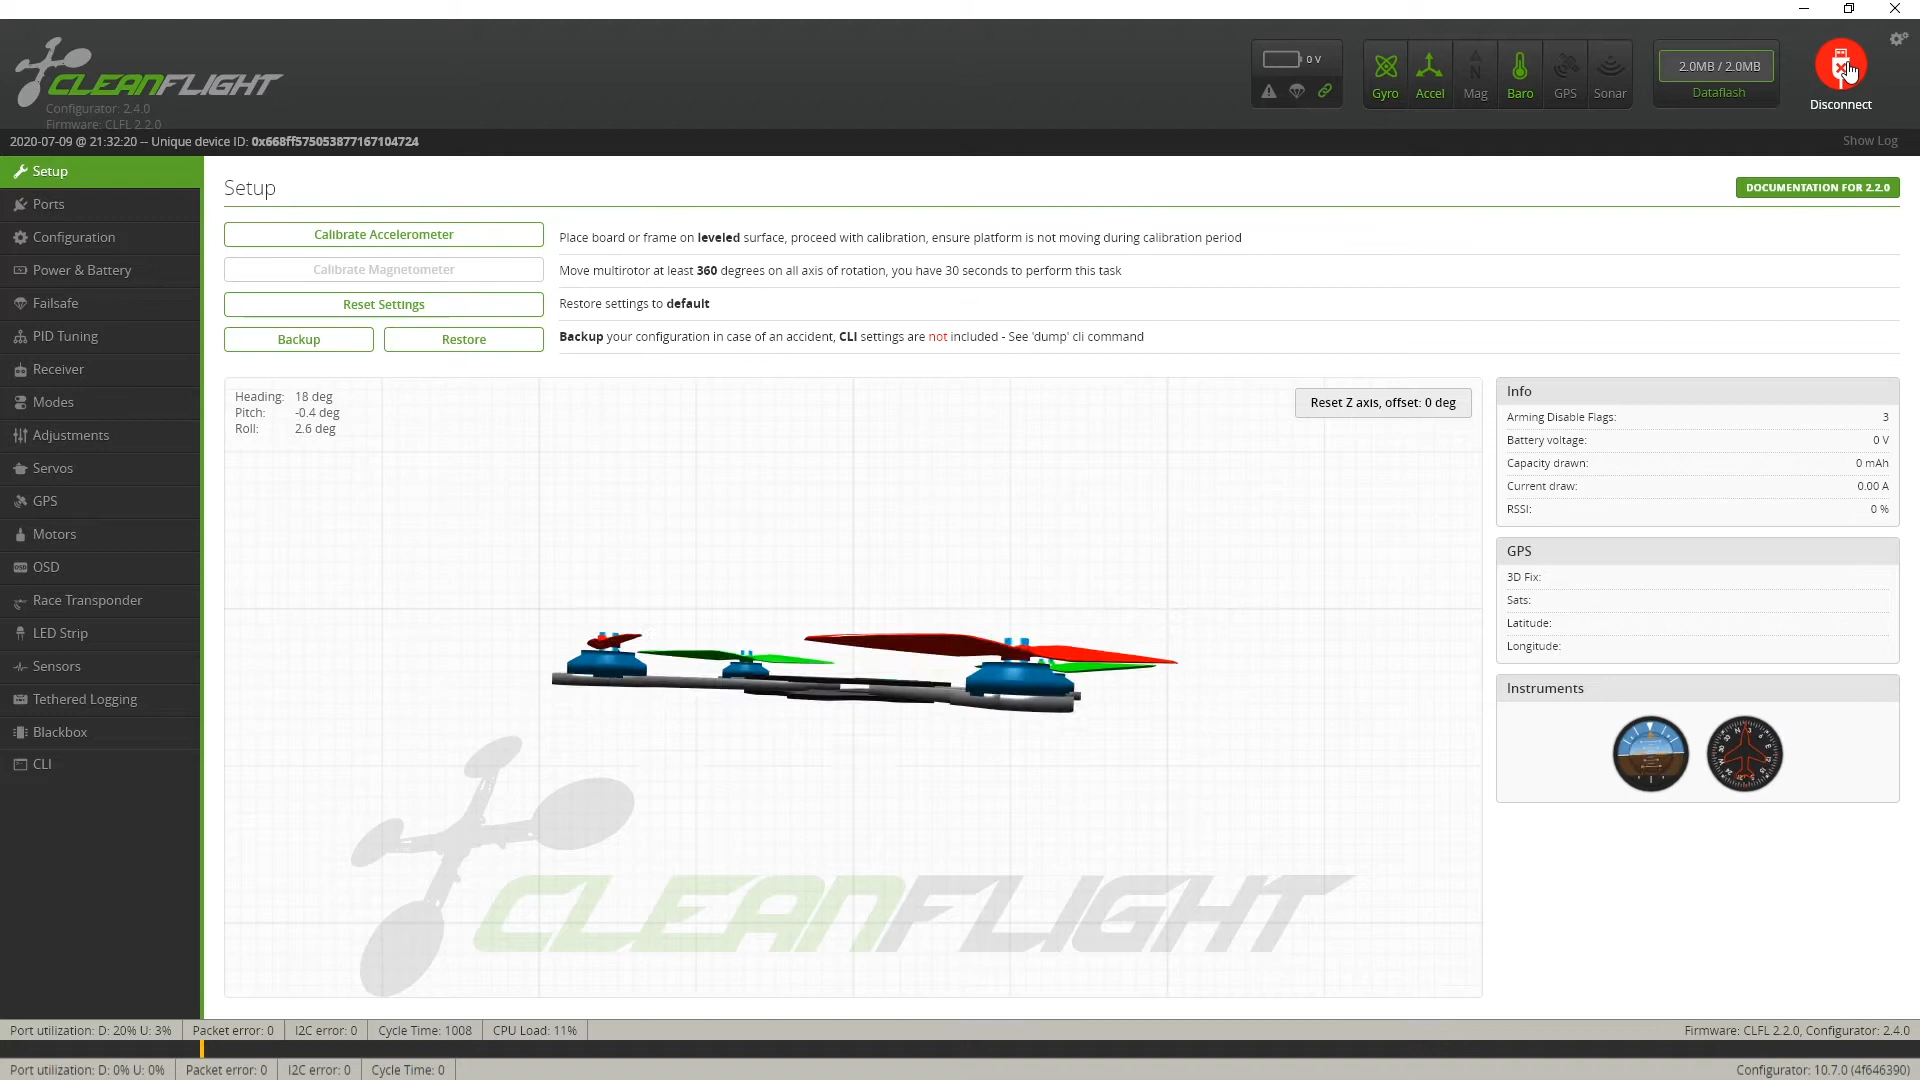 CLEANFLIGHT
Configurator: 2.4.0
Firmware: CLFL 2.2.0
0 V
Gyro
Accel
Mag
Baro
GPS
Sonar
2.0MB / 2.0MB
Dataflash
Disconnect
2020-07-09 @ 21:32:20 -- Unique device ID: 0x668ff575053877167104724
Show Log
Setup
Ports
Configuration
Power & Battery
Failsafe
PID Tuning
Receiver
Modes
Adjustments
Servos
GPS
Motors
OSD
Race Transponder
LED Strip
Sensors
Tethered Logging
Blackbox
CLI
Setup
DOCUMENTATION FOR 2.2.0
Calibrate Accelerometer
Place board or frame on leveled surface, proceed with calibration, ensure platform is not moving during calibration period
Calibrate Magnetometer
Move multirotor at least 360 degrees on all axis of rotation, you have 30 seconds to perform this task
Reset Settings
Restore settings to default
Backup
Restore
Backup your configuration in case of an accident, CLI settings are not included - See 'dump' cli command
Heading: 18 deg
Pitch: -0.4 deg
Roll: 2.6 deg
Reset Z axis, offset: 0 deg
CLEANFLIGHT
Info
Arming Disable Flags: 3
Battery voltage: 0 V
Capacity drawn: 0 mAh
Current draw: 0.00 A
RSSI: 0 %
GPS
3D Fix:
Sats:
Latitude:
Longitude:
Instruments
Port utilization: D: 20% U: 3%
Packet error: 0
I2C error: 0
Cycle Time: 1008
CPU Load: 11%
Firmware: CLFL 2.2.0, Configurator: 2.4.0
Port utilization: D: 0% U: 0%
Packet error: 0
I2C error: 0
Cycle Time: 0
Configurator: 10.7.0 (4f646390)